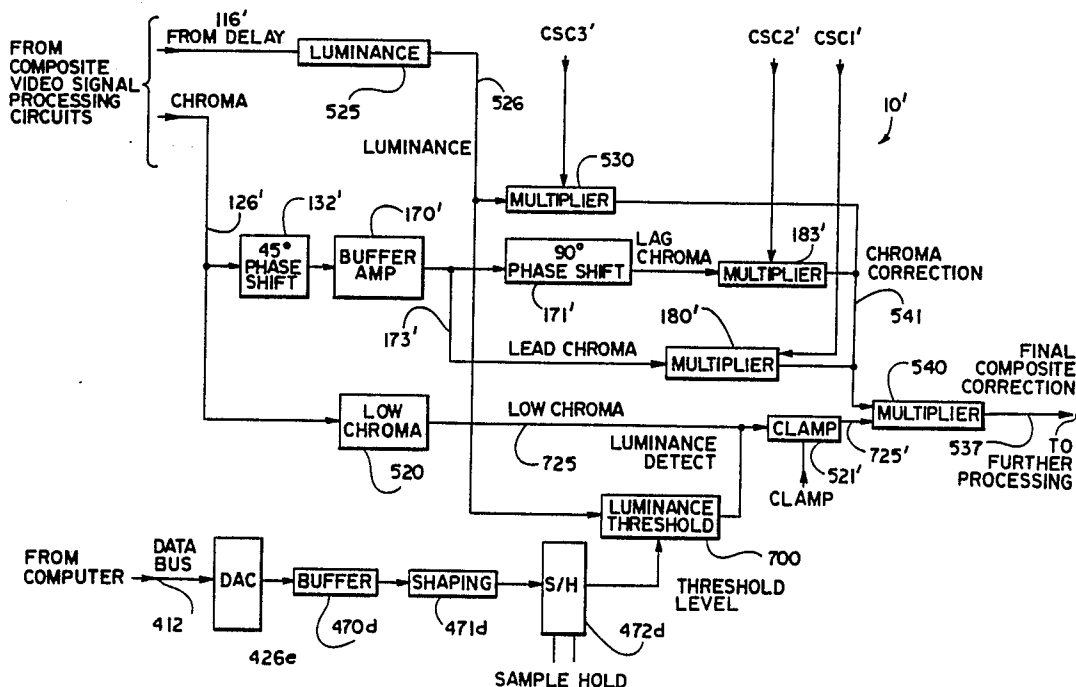 116'
FROM DELAY
FROM
COMPOSITE
VIDEO SIGNAL
PROCESSING
CIRCUITS
CHROMA
LUMINANCE
525
526
LUMINANCE
CSC3'
CSC2'
CSC1'
10'
530
MULTIPLIER
126'
132'
170'
45°
PHASE
SHIFT
BUFFER
AMP
90°
PHASE SHIFT
171'
LAG
CHROMA
183'
MULTIPLIER
CHROMA
CORRECTION
541
173'
LEAD CHROMA
180'
MULTIPLIER
540
MULTIPLIER
FINAL
COMPOSITE
CORRECTION
537
TO
FURTHER
PROCESSING
LOW
CHROMA
520
LOW CHROMA
725
LUMINANCE
DETECT
CLAMP
725'
521'
CLAMP
LUMINANCE
THRESHOLD
700
THRESHOLD
LEVEL
FROM
COMPUTER
DATA
BUS
412
DAC
426e
BUFFER
470d
SHAPING
471d
S/H
472d
SAMPLE HOLD